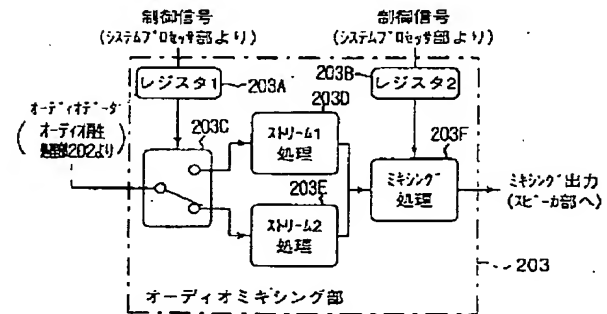 制御信号
(システムプロセッサ部より)
制御信号
(システムプロセッサ部より)
レジスタ1
203A
203B
レジスタ2
オーディオデータ
(オーディオ再生
処理部202より)
203C
203D
ストリーム1
処理
203E
ストリーム2
処理
203F
ミキシング
処理
ミキシング出力
(スピーカ部へ)
オーディオミキシング部
203